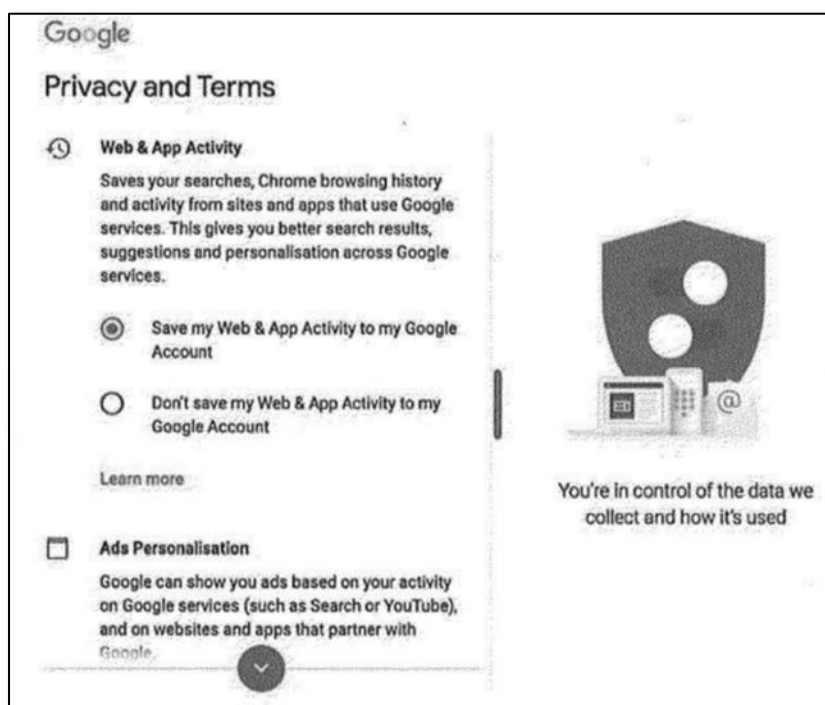 Google
Privacy and Terms
Web & App Activity
Saves your searches, Chrome browsing history
and activity from sites and apps that use Google
services. This gives you better search results,
suggestions and personalisation across Google
services.
Save my Web & App Activity to my Google
Account
Don't save my Web & App Activity to my
Google Account
Learn more
Ads Personalisation
Google can show you ads based on your activity
on Google services (such as Search or YouTube),
and on websites and apps that partner with
Google.
@
You're in control of the data we
collect and how it's used